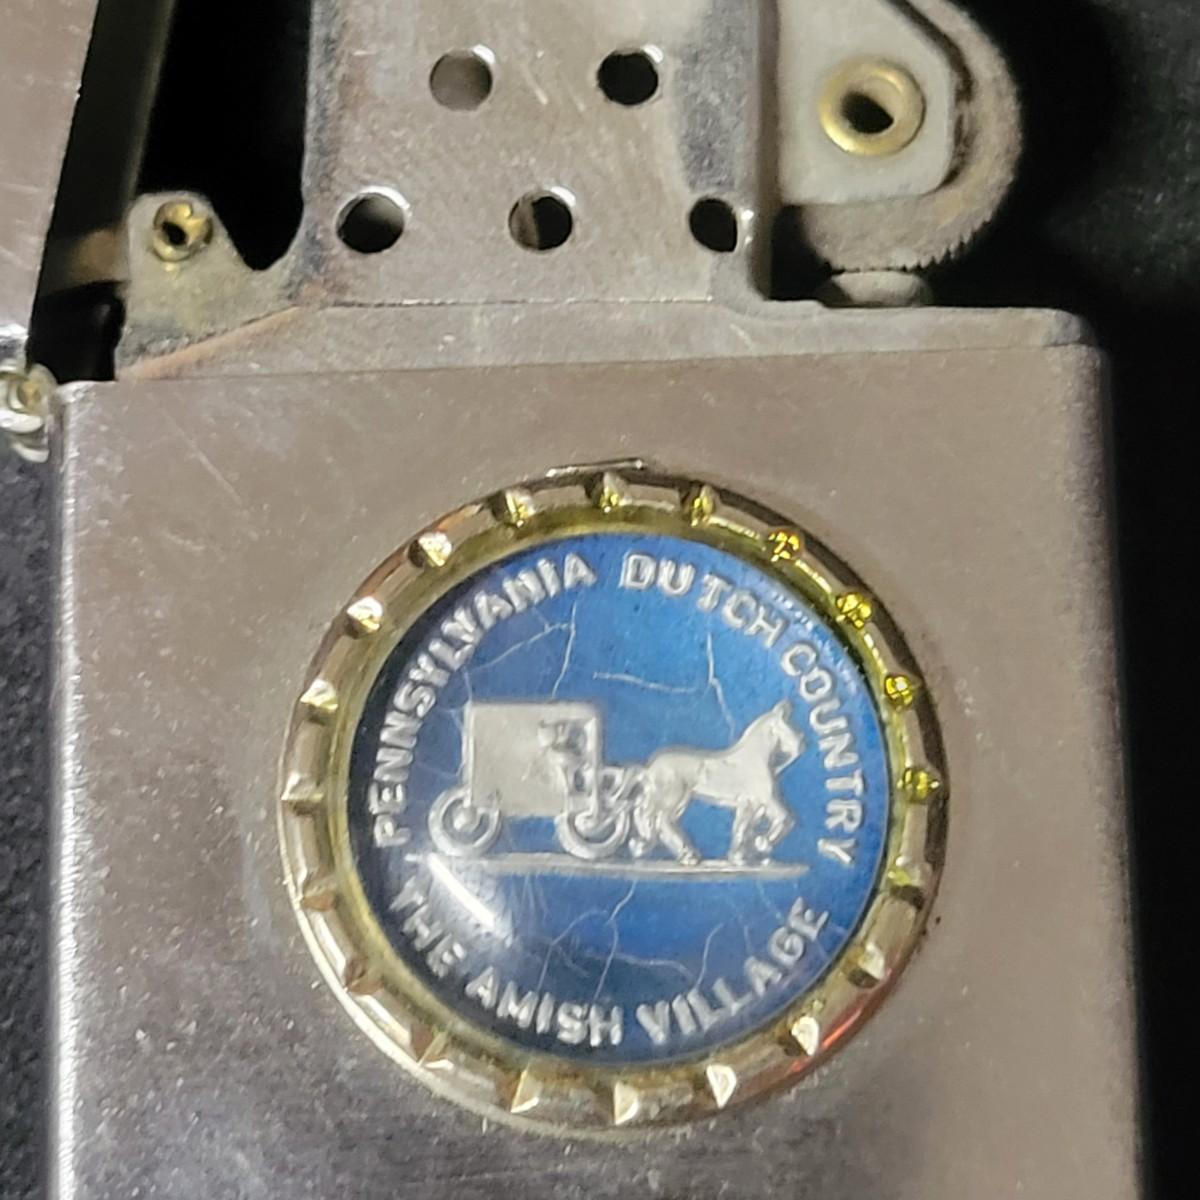 PENNSYLVANIA DUTCH COUNTRY
THE AMISH VILLAGE